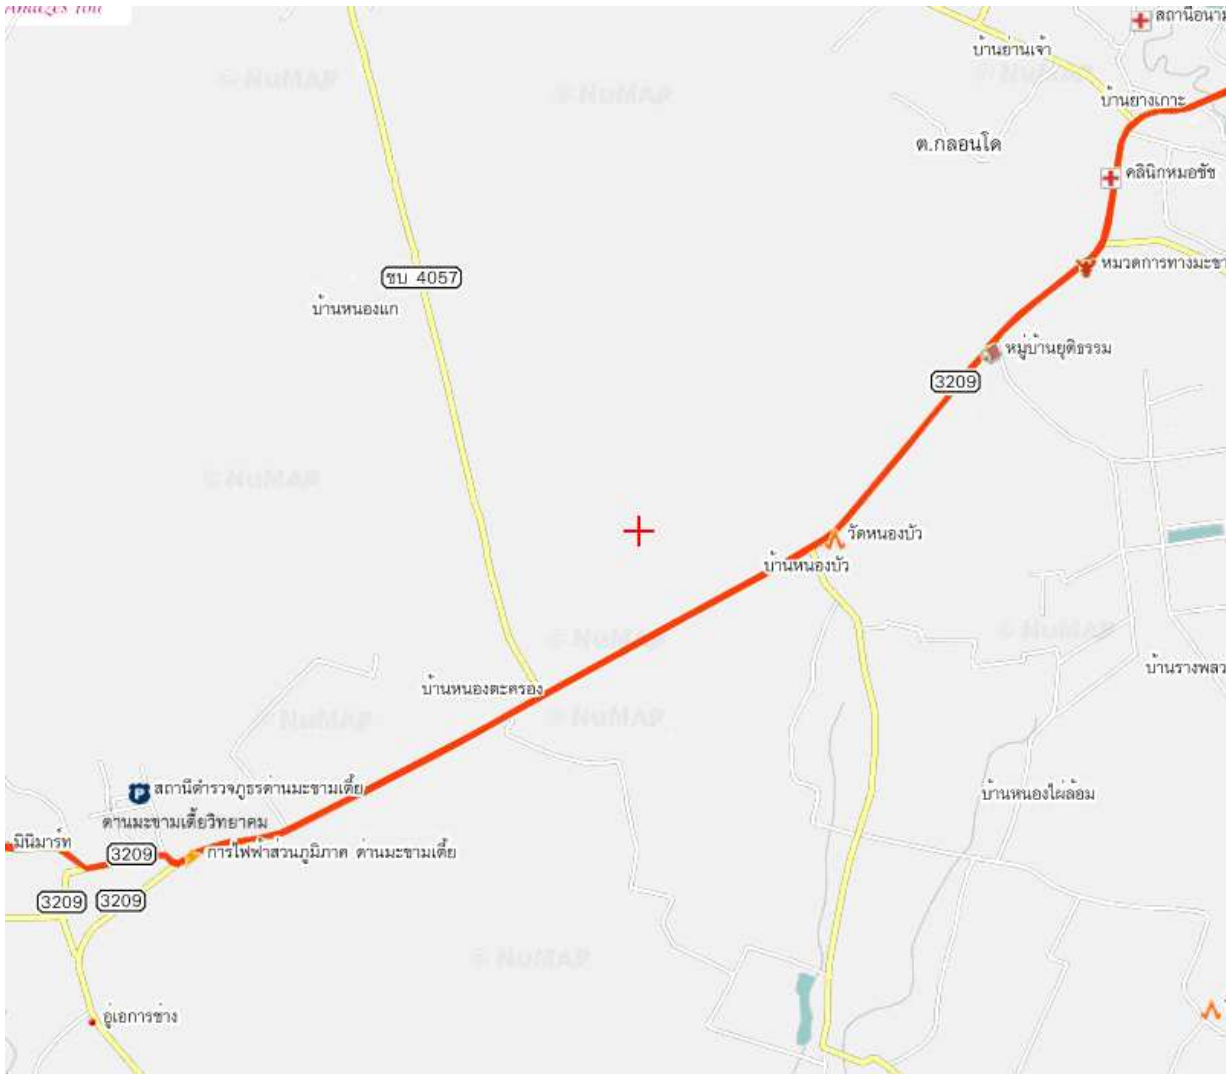 Amazes You
สถานีอนาม
บ้านย่านเจ้า
© NuMAP
© NuMAP
© NuMAP
บ้านยางเกาะ
ต.กลอนโด
คลินิกหมอชัช
หมวดการทางมะขา
ชบ 4057
บ้านหนองแก
หมู่บ้านยุติธรรม
3209
© NuMAP
วัดหนองบัว
บ้านหนองบัว
© NuMAP
© NuMAP
บ้านรางพลว
บ้านหนองตะครอง
© NuMAP
© NuMAP
สถานีตำรวจภูธรด่านมะขามเตี้ย
บ้านหนองไผ่ล้อม
ด่านมะขามเตี้ยวิทยาคม
มินิมาร์ท
3209
การไฟฟ้าส่วนภูมิภาค ด่านมะขามเตี้ย
3209
3209
© NuMAP
อู่เอการช่าง